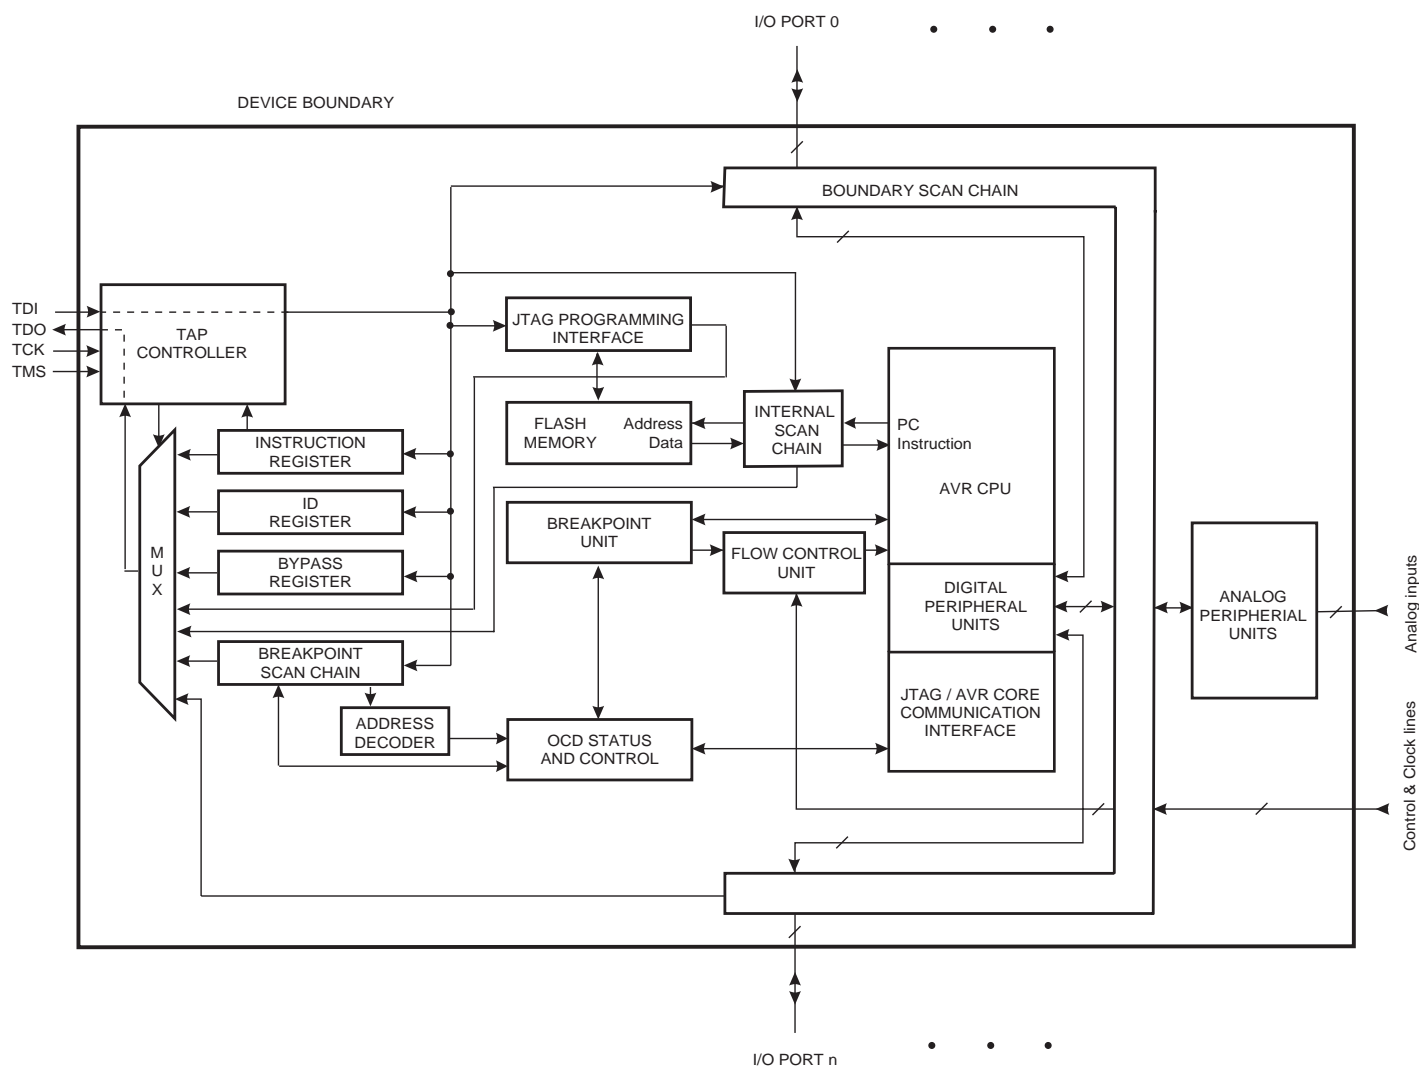 I/O PORT 0
DEVICE BOUNDARY
BOUNDARY SCAN CHAIN
TDI
TDO
TCK
TMS
TAP
CONTROLLER
JTAG PROGRAMMING
INTERFACE
FLASH
MEMORY
Address
Data
INTERNAL
SCAN
CHAIN
PC
Instruction
AVR CPU
INSTRUCTION
REGISTER
ID
REGISTER
BYPASS
REGISTER
M
U
X
BREAKPOINT
UNIT
FLOW CONTROL
UNIT
DIGITAL
PERIPHERAL
UNITS
ANALOG
PERIPHERIAL
UNITS
Analog inputs
BREAKPOINT
SCAN CHAIN
ADDRESS
DECODER
OCD STATUS
AND CONTROL
JTAG / AVR CORE
COMMUNICATION
INTERFACE
Control & Clock lines
I/O PORT n